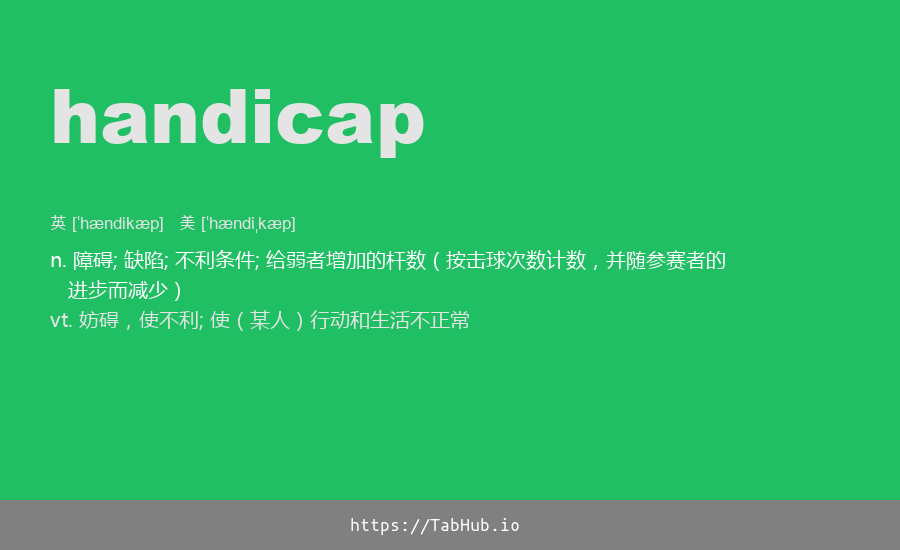 handicap
英 [ˈhændikæp] 美 [ˈhændiˌkæp]
n. 障碍; 缺陷; 不利条件; 给弱者增加的杆数（按击球次数计数，并随参赛者的
进步而减少）
vt. 妨碍，使不利; 使（某人）行动和生活不正常
https://TabHub.io